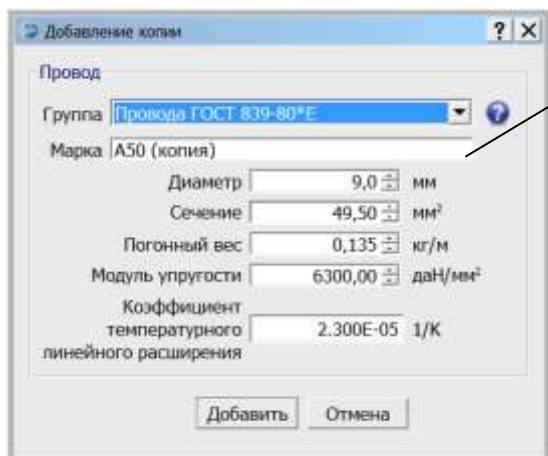 Добавление копии
Провод
Группа Провода ГОСТ 839-80*Е
Марка А50 (копия)
Диаметр 9,0 мм
Сечение 49,50 мм²
Погонный вес 0,135 кг/м
Модуль упругости 6300,00 даН/мм²
Коэффициент
температурного 2.300E-05 1/К
линейного расширения
Добавить Отмена